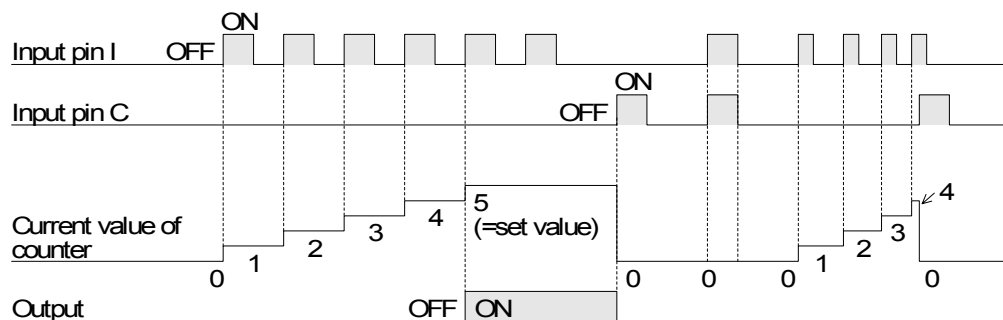 ON
Input pin I OFF
ON
Input pin C OFF
4
5
4
(=set value)
3
3
Current value of
2
2
counter
1
1
0 0 0 0 0
Output OFF ON